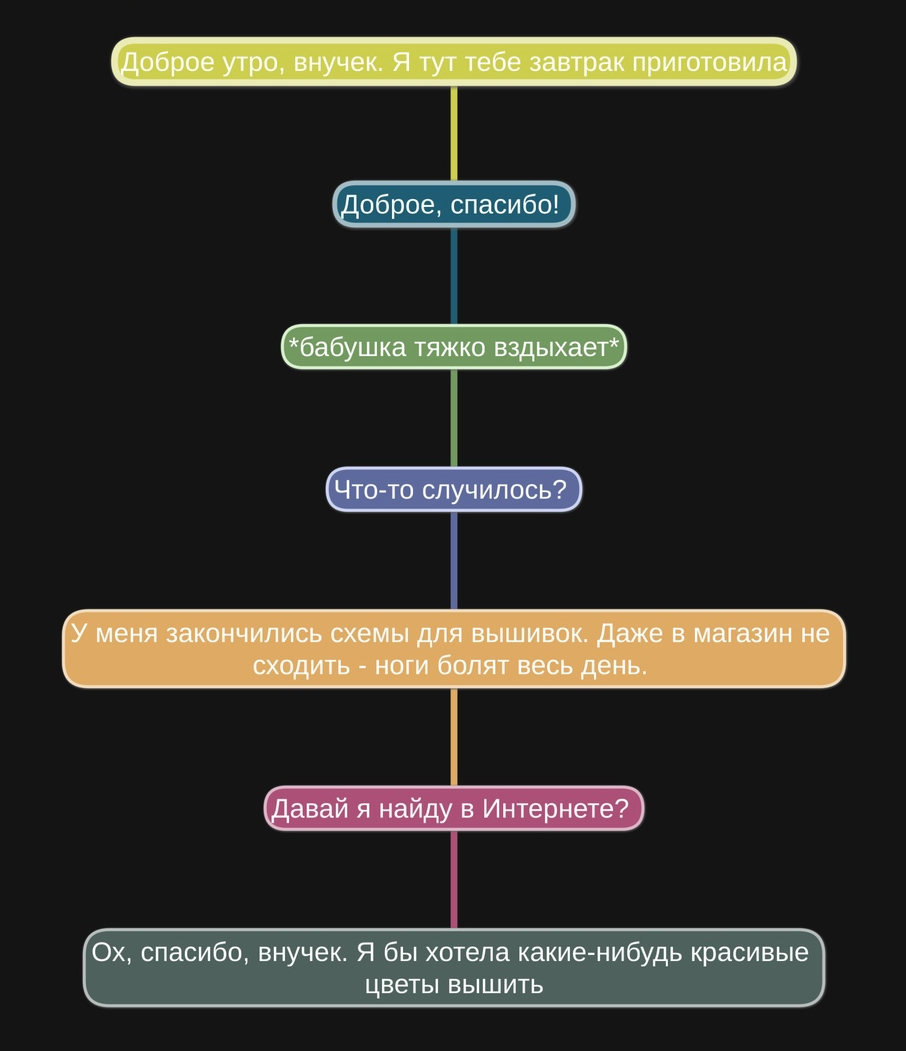 Доброе утро, внучек. Я тут тебе завтрак приготовила
Доброе, спасибо!
*бабушка тяжко вздыхает*
Что-то случилось?
У меня закончились схемы для вышивок. Даже в магазин не
сходить - ноги болят весь день.
Давай я найду в Интернете?
Ох, спасибо, внучек. Я бы хотела какие-нибудь красивые
цветы вышить